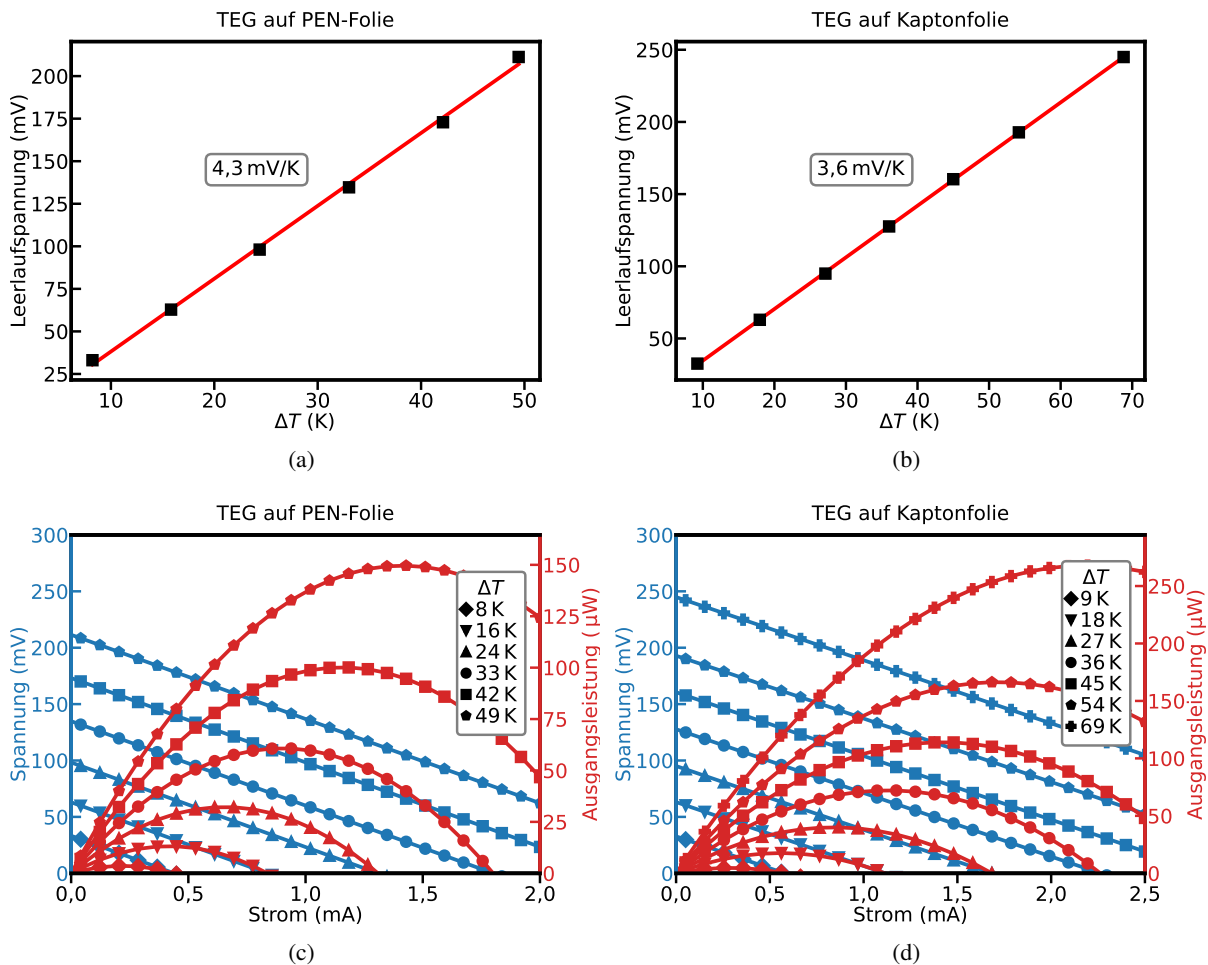 TEG auf PEN-Folie
Leerlaufspannung (mV)
200
175
150
125
100
75
50
25
4,3 mV/K
10 20 30 40 50
ΔT (K)
(a)
TEG auf Kaptonfolie
Leerlaufspannung (mV)
250
200
150
100
50
3,6 mV/K
10 20 30 40 50 60 70
ΔT (K)
(b)
TEG auf PEN-Folie
Spannung (mV)
300
250
200
150
100
50
0
ΔT
8 K
16 K
24 K
33 K
42 K
49 K
150
125
100
75
50
25
0
Ausgangsleistung (µW)
0,0 0,5 1,0 1,5 2,0
Strom (mA)
(c)
TEG auf Kaptonfolie
Spannung (mV)
300
250
200
150
100
50
0
ΔT
9 K
18 K
27 K
36 K
45 K
54 K
69 K
250
200
150
100
50
0
Ausgangsleistung (µW)
0,0 0,5 1,0 1,5 2,0 2,5
Strom (mA)
(d)